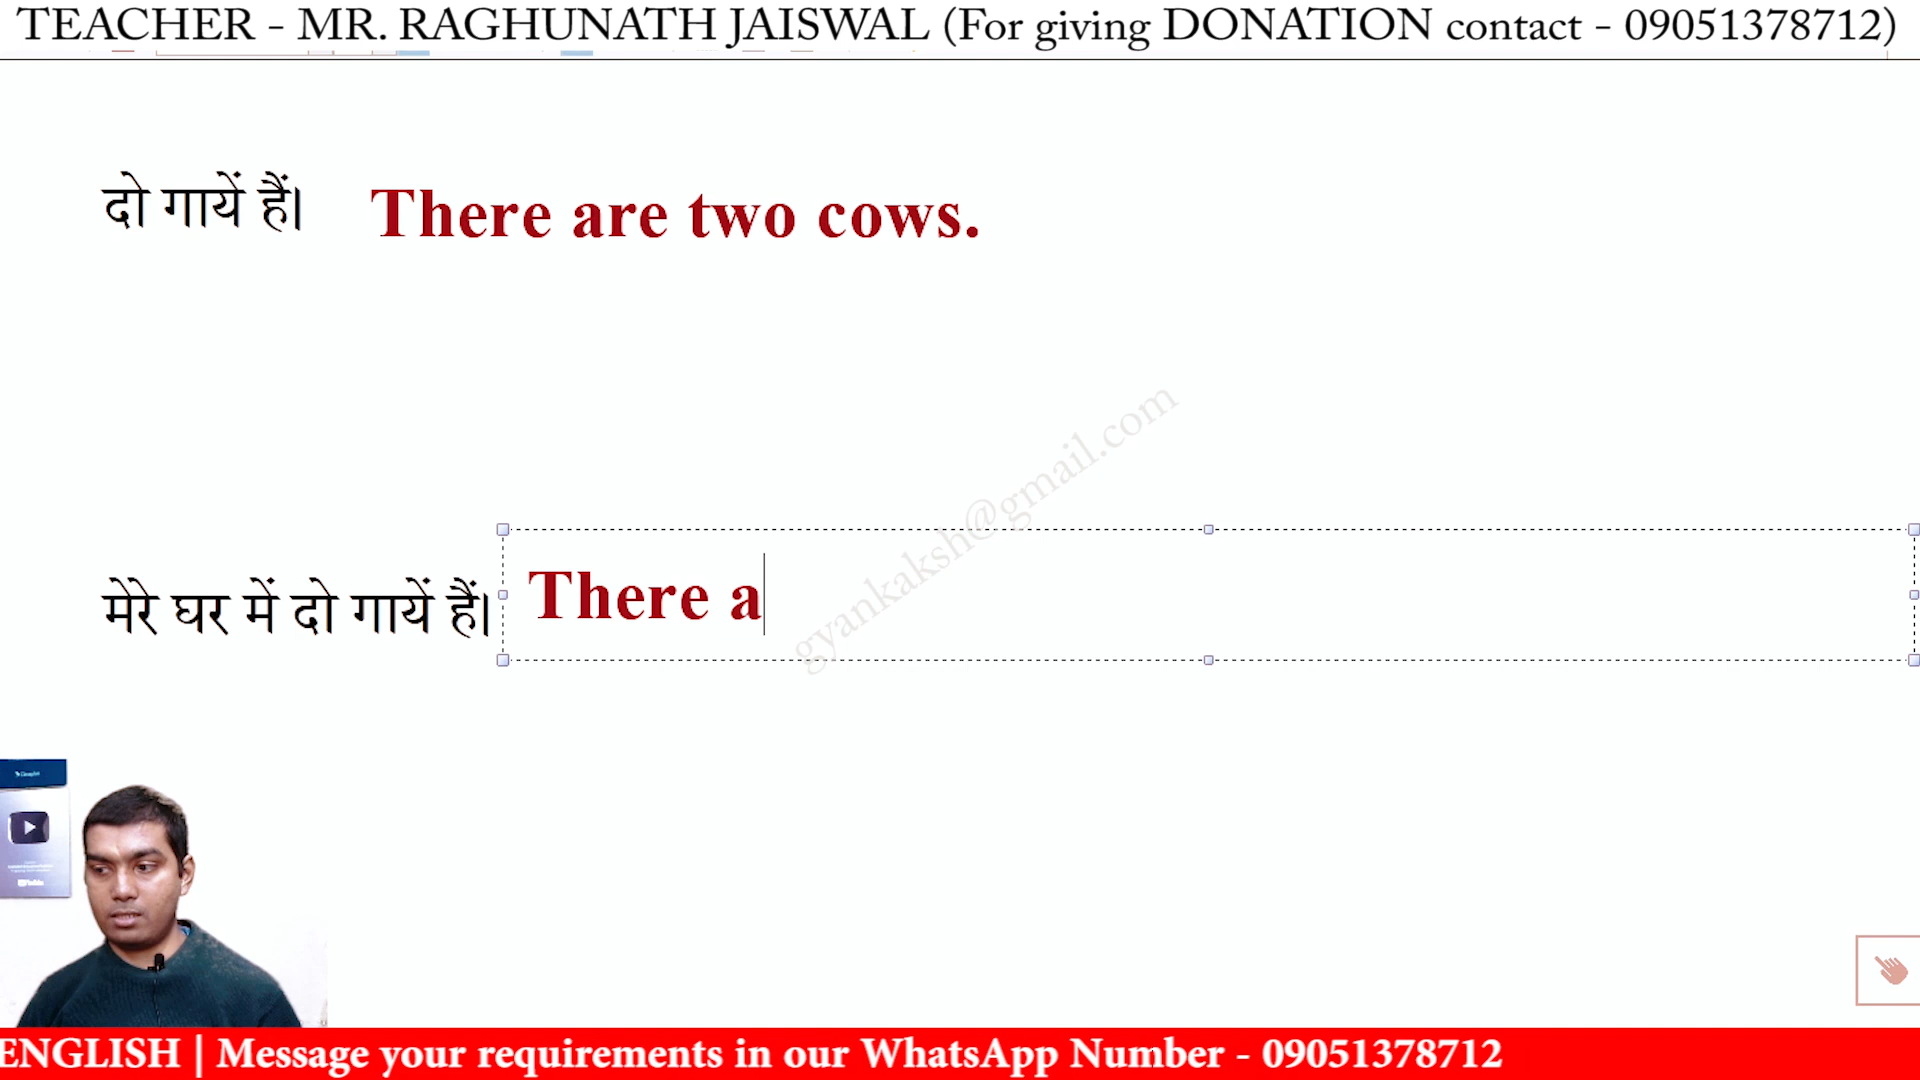 TEACHER - MR. RAGHUNATH JAISWAL (For giving DONATION contact - 09051378712)
दो गायें हैं। There are two cows.
gyankaksh@gmail.com
मेरे घर में दो गायें हैं। There a
ENGLISH | Message your requirements in our WhatsApp Number - 09051378712